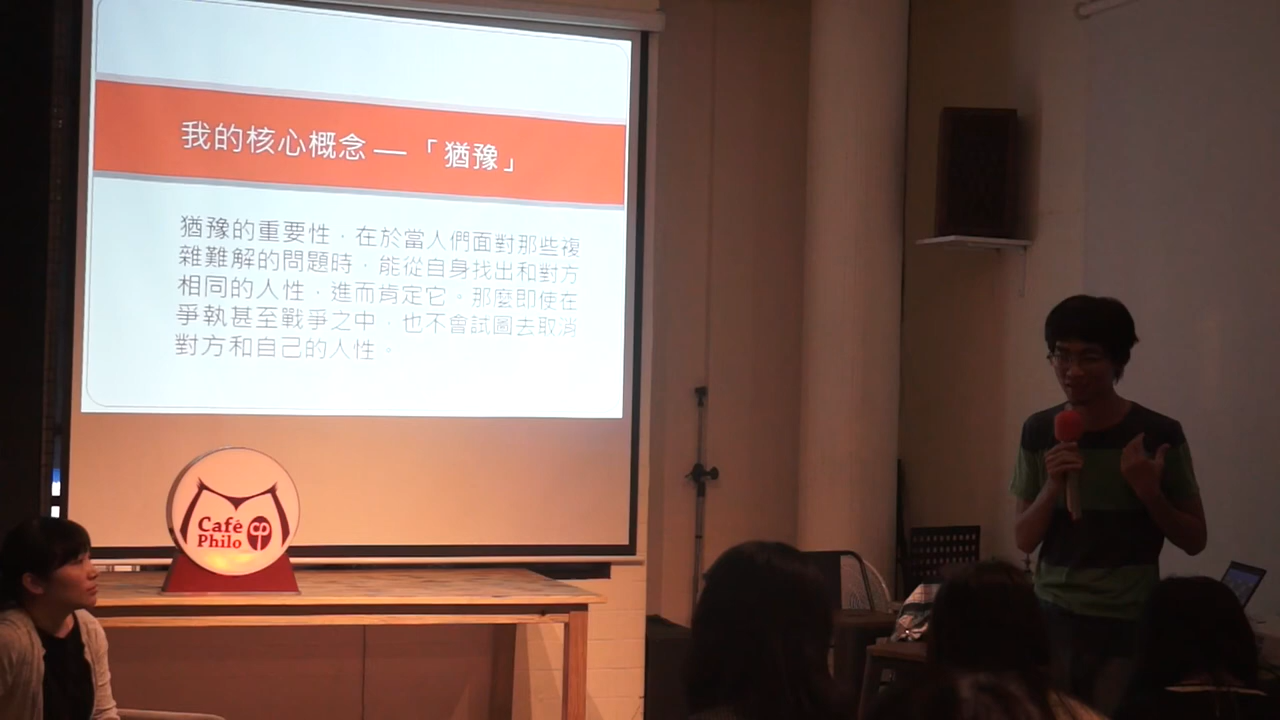 我的核心概念 —「猶豫」
猶豫的重要性，在於當人們面對那些複
雜難解的問題時，能從自身找出和對方
相同的人性，進而肯定它。那麼即使在
爭執甚至戰爭之中，也不會試圖去取消
對方和自己的人性。
Café
Philo
cp